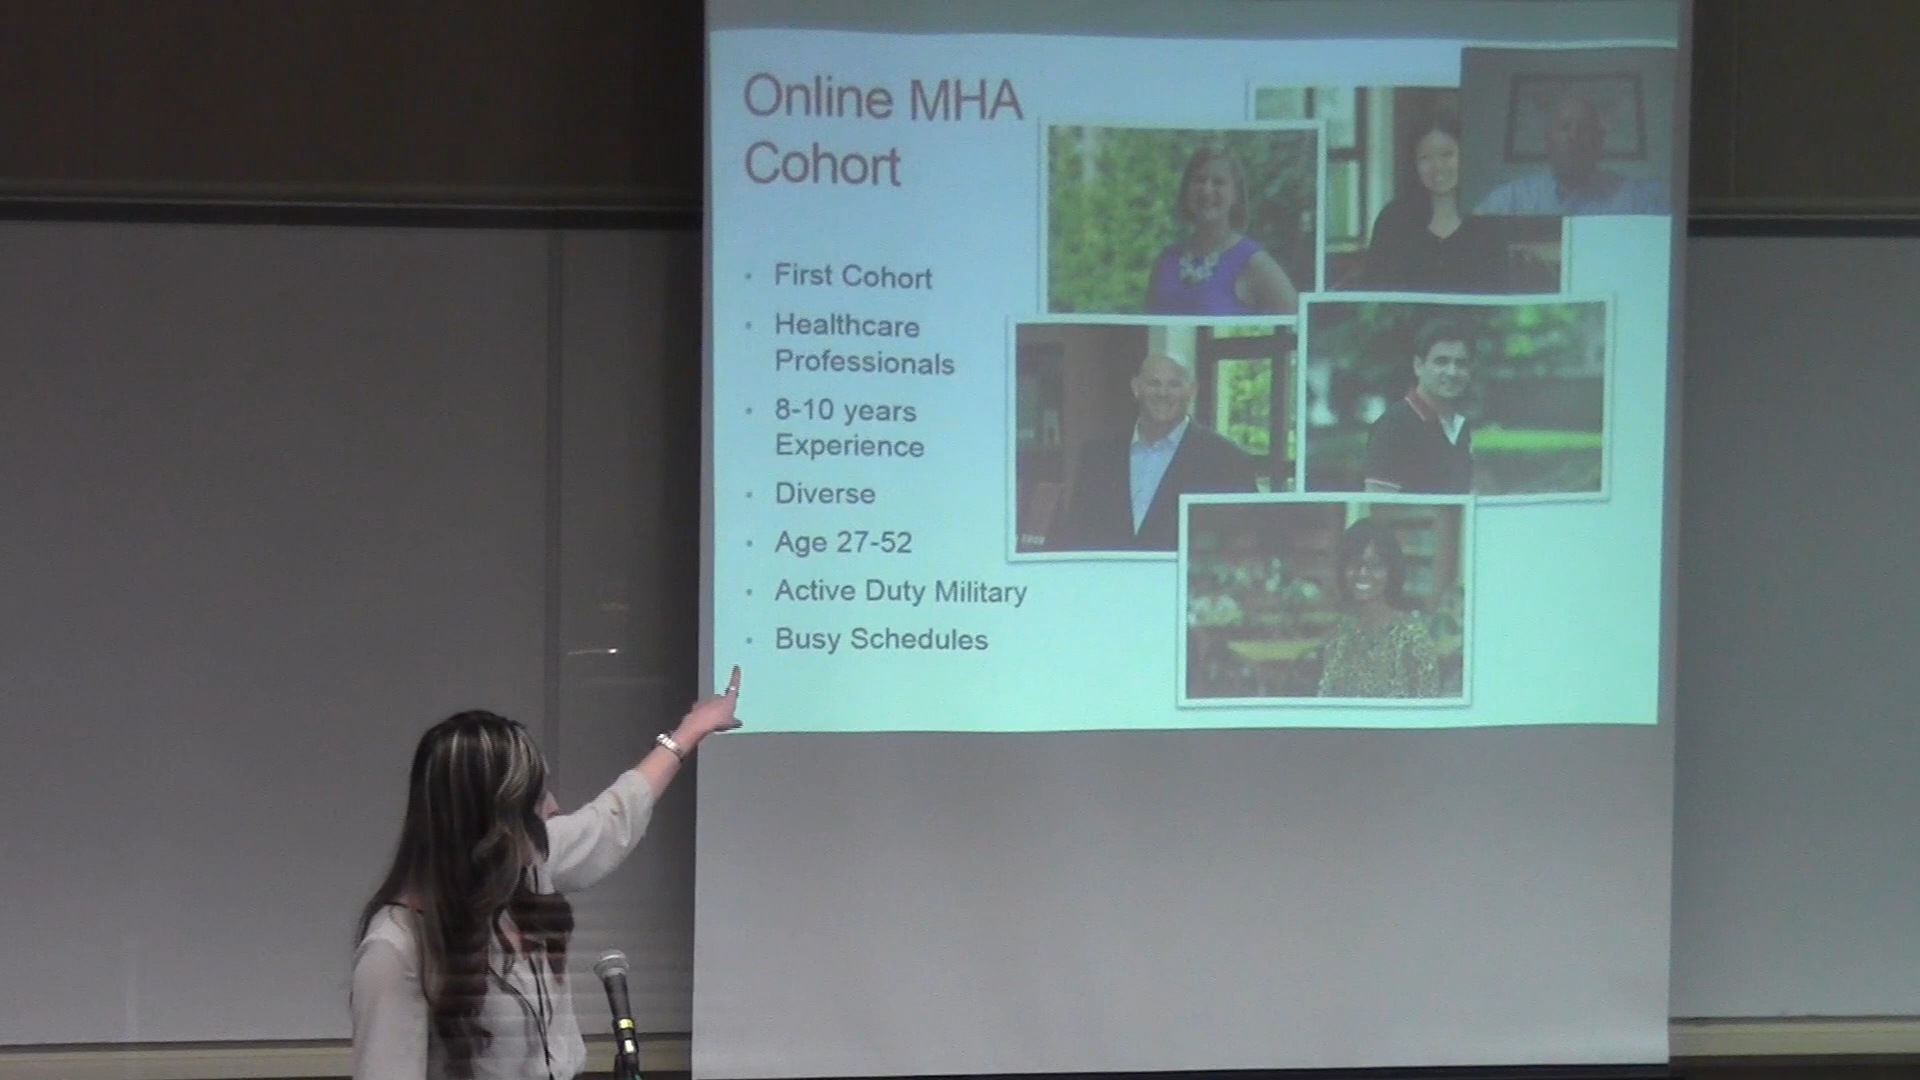 Online MHA
Cohort
First Cohort
Healthcare
Professionals
8-10 years
Experience
Diverse
Age 27-52
Active Duty Military
Busy Schedules